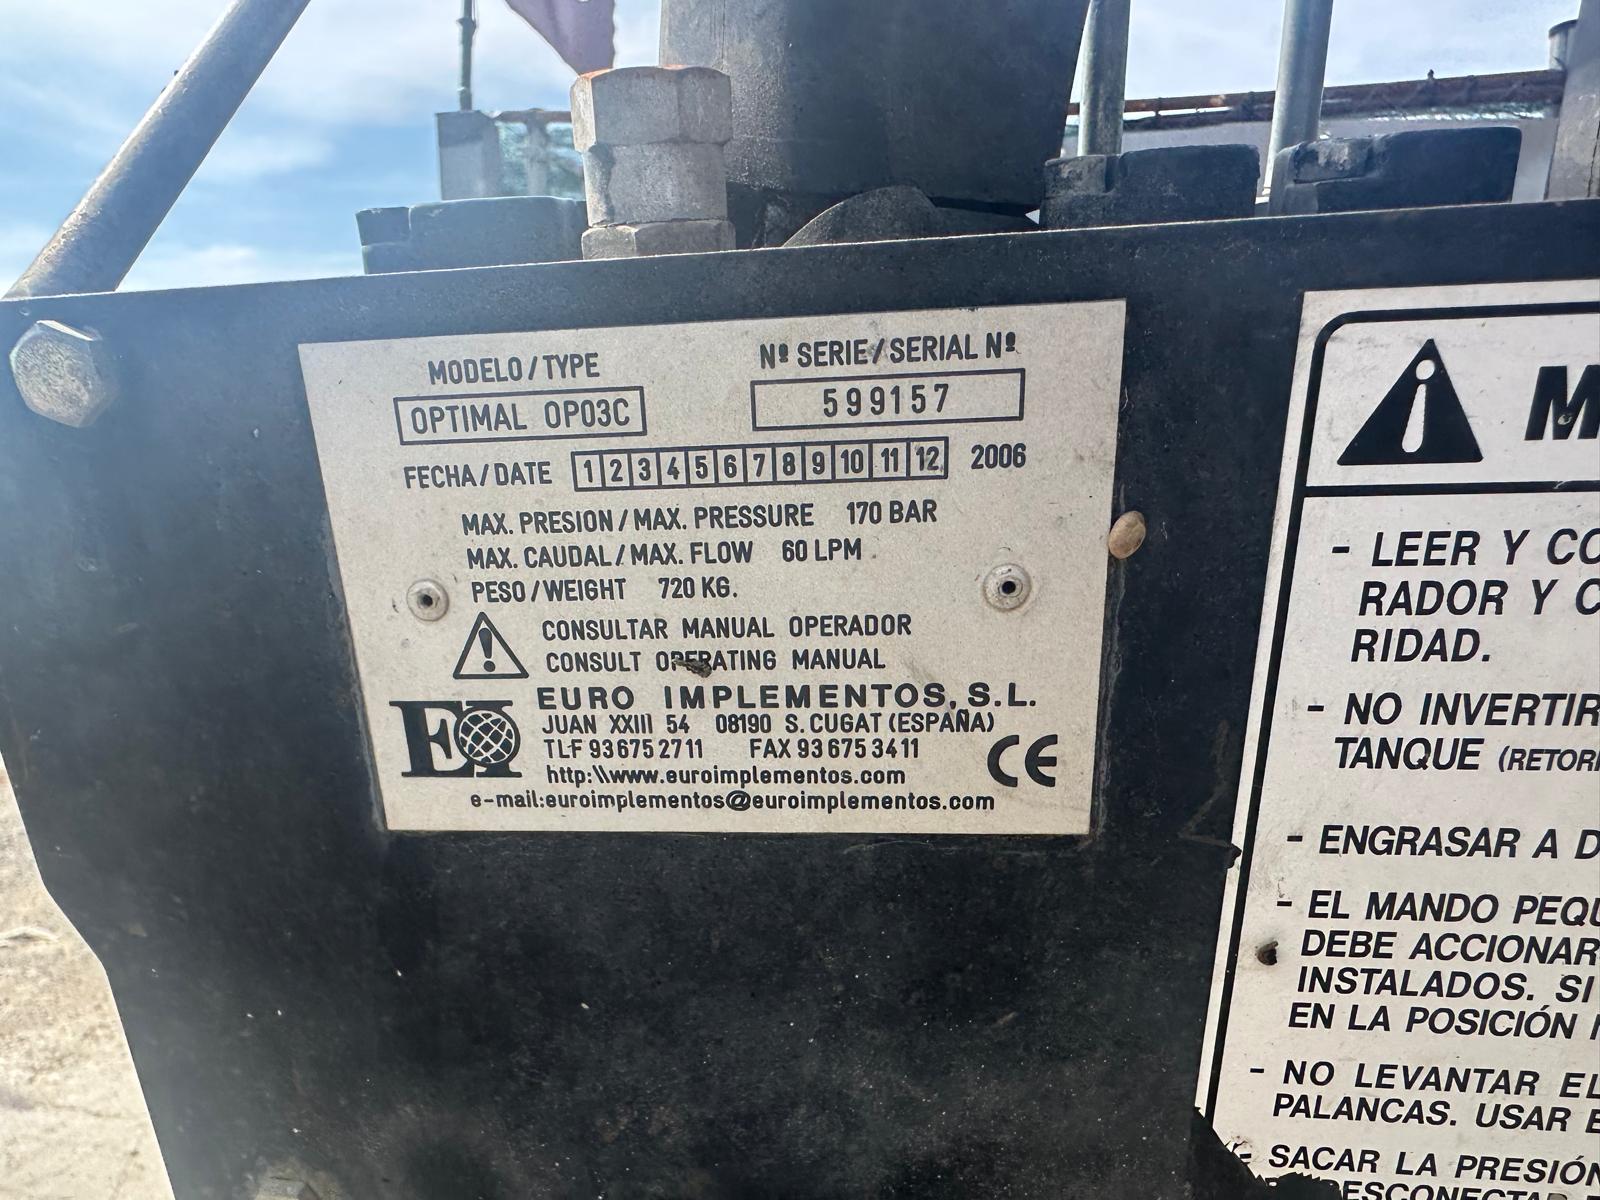 MODELO/TYPE
OPTIMAL OP03C
Nº SERIE/SERIAL Nº
599157
FECHA/DATE 1 2 3 4 5 6 7 8 9 10 11 12 2006
MAX. PRESION/MAX. PRESSURE 170 BAR
MAX. CAUDAL/MAX. FLOW 60 LPM
PESO/WEIGHT 720 KG.
CONSULTAR MANUAL OPERADOR
CONSULT OPERATING MANUAL
EI
EURO IMPLEMENTOS, S.L.
JUAN XXIII 54 08190 S. CUGAT (ESPAÑA)
TLF 93 675 27 11 FAX 93 675 34 11
http:\\www.euroimplementos.com
e-mail:euroimplementos@euroimplementos.com
CE
- LEER Y
RADOR Y
RIDAD.
- NO INVERTIR
TANQUE
- ENGRASAR A
- EL MANDO
DEBE ACCIONAR
INSTALADOS. SI
EN LA POSICIÓN
- NO LEVANTAR EL
PALANCAS. USAR
- SACAR LA PRESIÓN